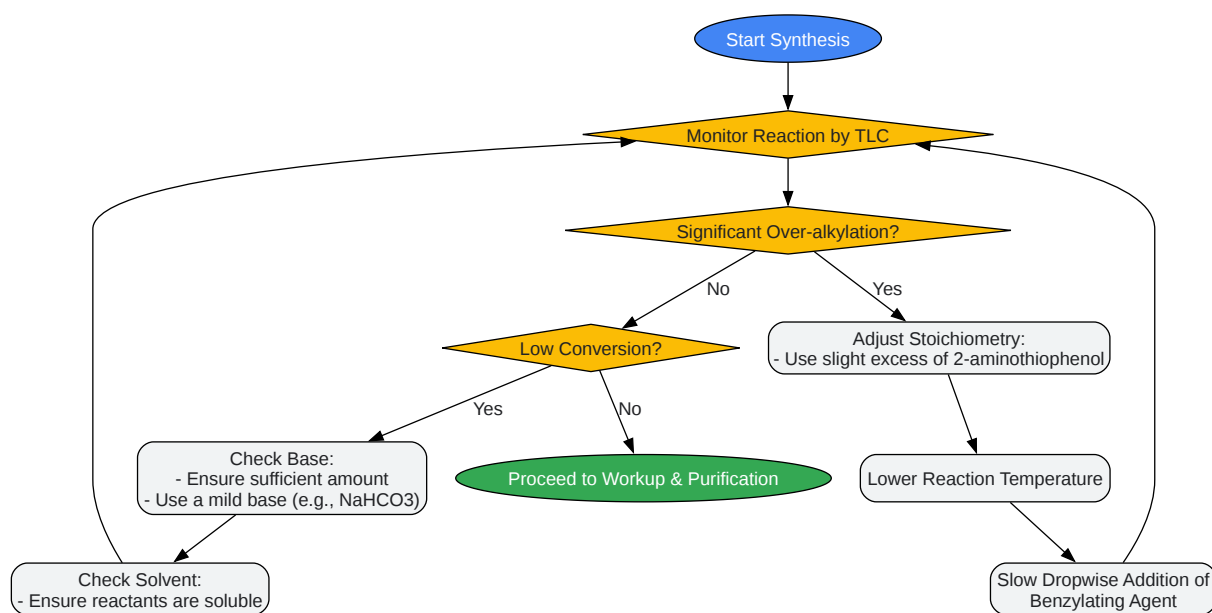 Start Synthesis
Monitor Reaction by TLC
Significant Over-alkylation?
No
Yes
Low Conversion?
Adjust Stoichiometry:
- Use slight excess of 2-aminothiophenol
Yes
No
Check Base:
- Ensure sufficient amount
- Use a mild base (e.g., NaHCO3)
Proceed to Workup & Purification
Lower Reaction Temperature
Check Solvent:
- Ensure reactants are soluble
Slow Dropwise Addition of
Benzylating Agent